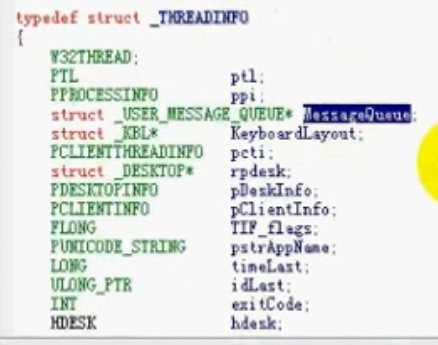 typedef struct _THREADINFO
{
W32THREAD;
PTL ptl;
PPROCESSINFO ppi;
struct _USER_MESSAGE_QUEUE* MessageQueue;
struct _KBL* KeyboardLayout;
PCLIENTTHREADINFO pcti;
struct _DESKTOP* rpdesk;
PDESKTOPINFO pDeskInfo;
PCLIENTINFO pClientInfo;
FLONG TIF_flags;
PUNICODE_STRING pstrAppName;
LONG timeLast;
ULONG_PTR idLast;
INT exitCode;
HDESK hdesk;